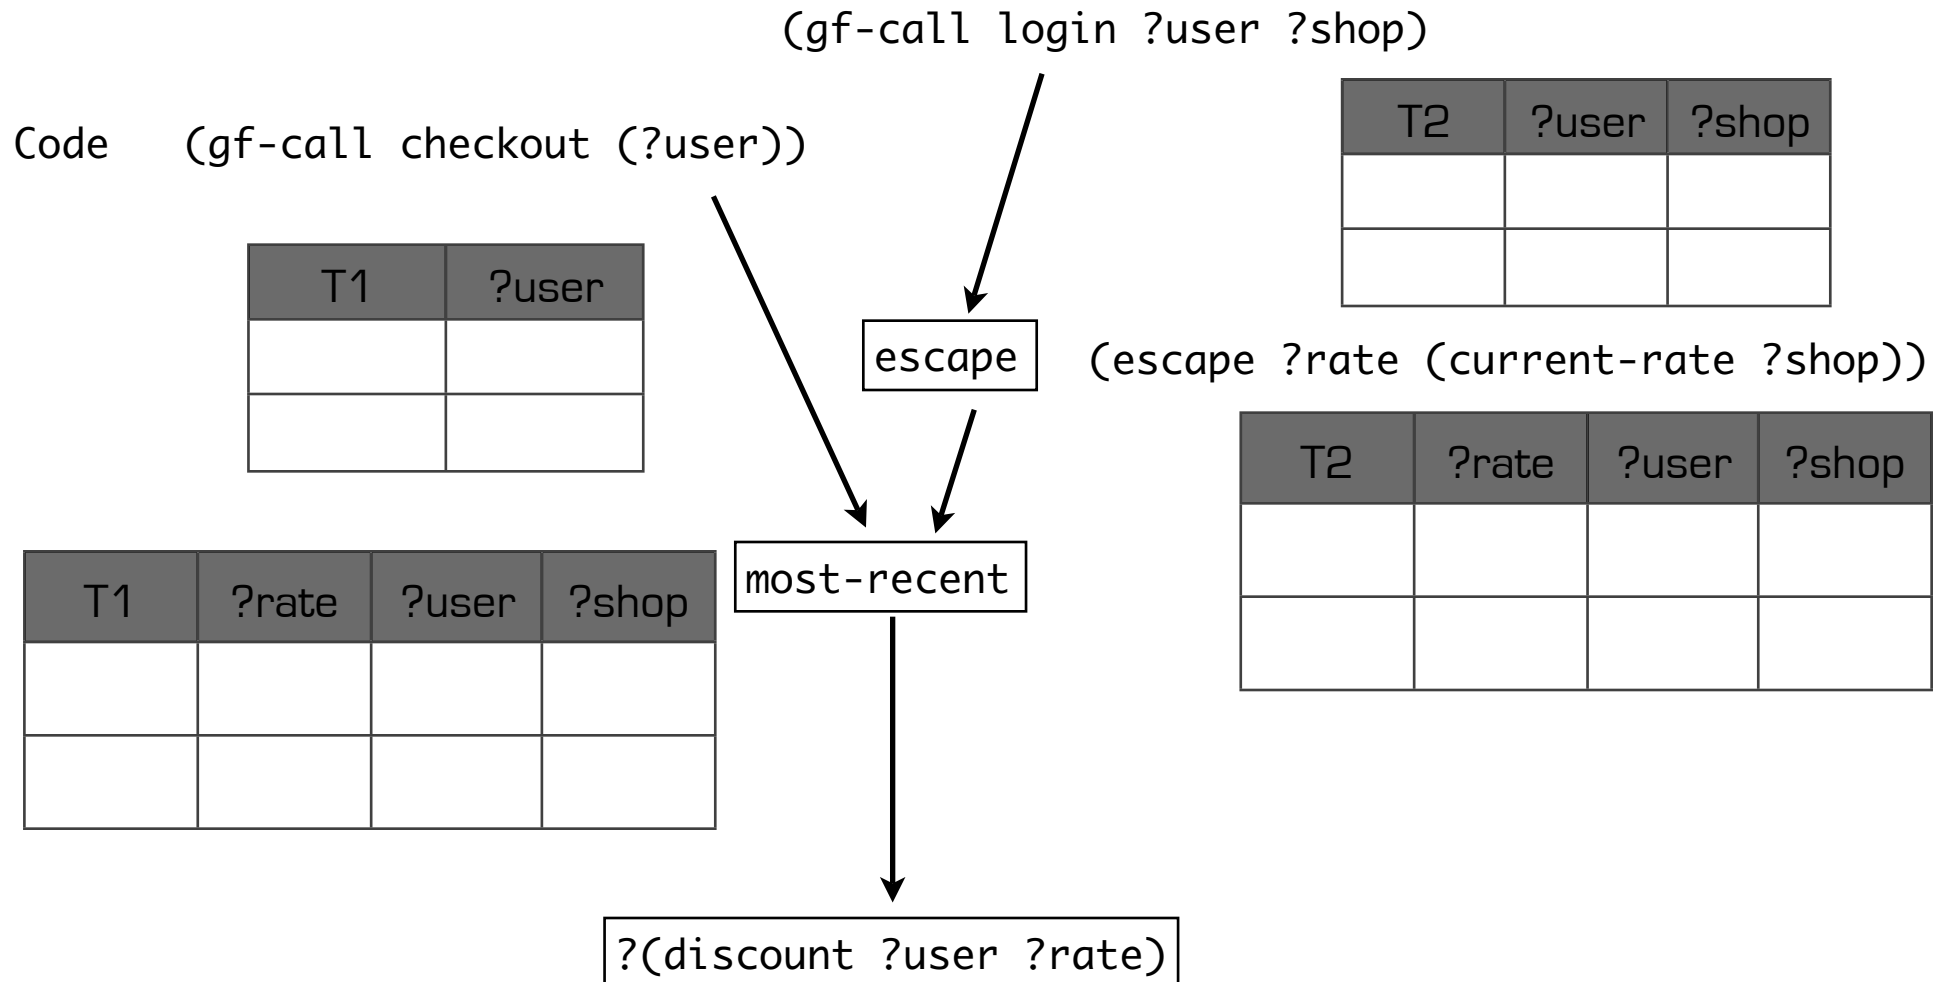 (gf-call login ?user ?shop)
T2 ?user ?shop
Code (gf-call checkout (?user))
T1 ?user
escape
(escape ?rate (current-rate ?shop))
T2 ?rate ?user ?shop
most-recent
T1 ?rate ?user ?shop
?(discount ?user ?rate)